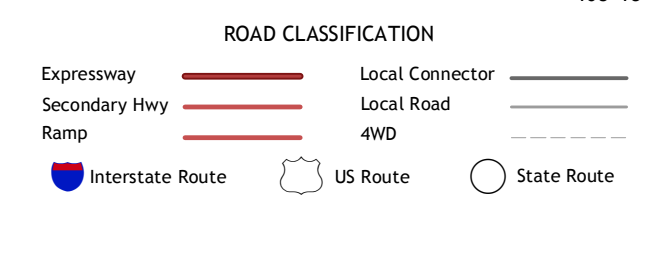 ROAD CLASSIFICATION
Expressway
Local Connector
Secondary Hwy
Local Road
Ramp
4WD
Interstate Route
US Route
State Route